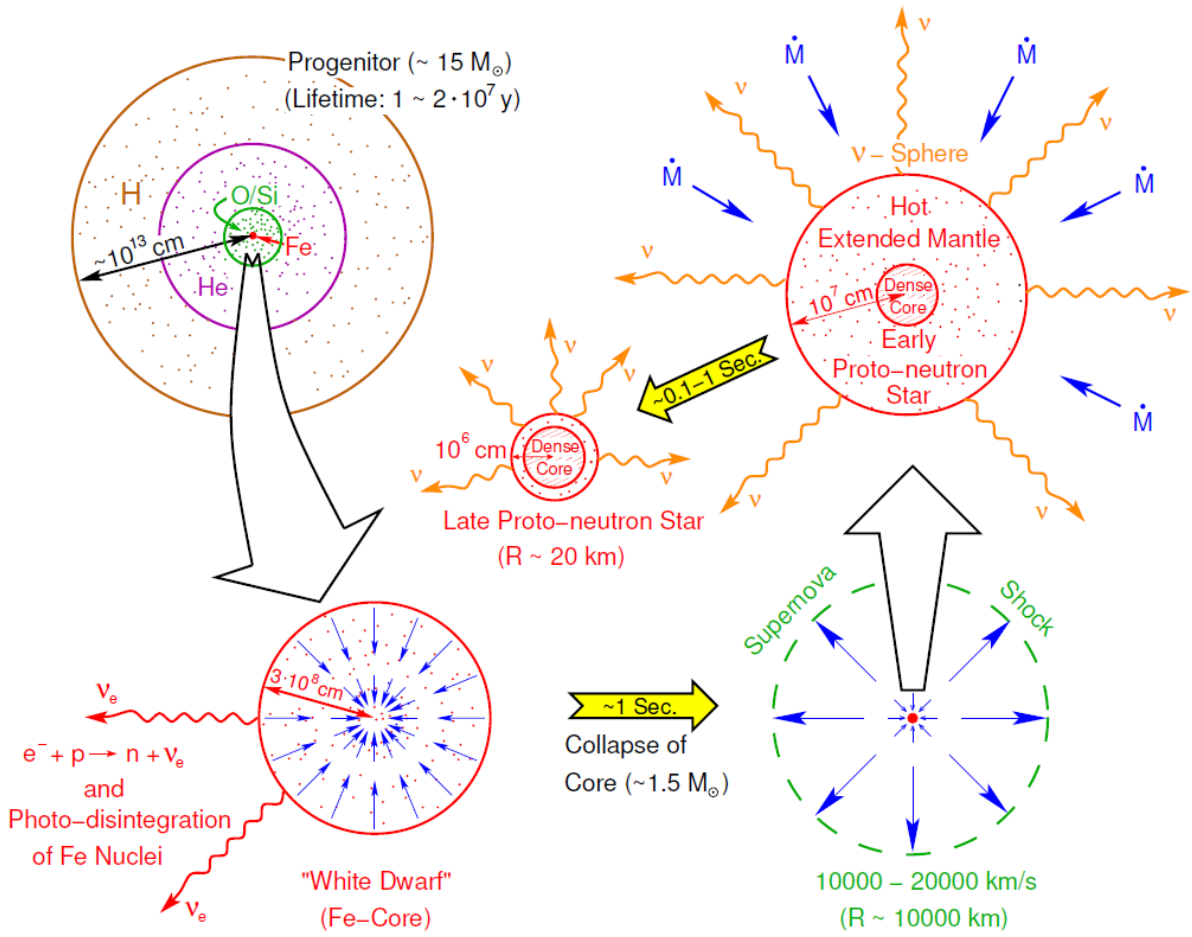 Progenitor (~ 15 M⊙)
(Lifetime: 1 ~ 2·10⁷ y)
H
O/Si
~10¹³ cm
Fe
He
Ṁ
Ṁ
Ṁ
Ṁ
Ṁ
ν
ν
ν
ν
ν
ν
ν
ν
ν – Sphere
Hot
Extended Mantle
10⁷ cm
Dense
Core
Early
Proto–neutron
Star
~0.1–1 Sec.
ν
ν
ν
ν
ν
10⁶ cm
Dense
Core
Late Proto–neutron Star
(R ~ 20 km)
3·10⁸cm
νₑ
e⁻ + p → n + νₑ
and
Photo–disintegration
of Fe Nuclei
νₑ
"White Dwarf"
(Fe–Core)
~1 Sec.
Collapse of
Core (~1.5 M⊙)
Supernova
Shock
10000 – 20000 km/s
(R ~ 10000 km)